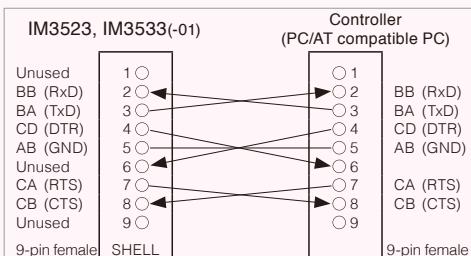 IM3523, IM3533(-01)
Controller
(PC/AT compatible PC)
Unused 1 1
BB (RxD) 2 2 BB (RxD)
BA (TxD) 3 3 BA (TxD)
CD (DTR) 4 4 CD (DTR)
AB (GND) 5 5 AB (GND)
Unused 6 6
CA (RTS) 7 7 CA (RTS)
CB (CTS) 8 8 CB (CTS)
Unused 9 9
9-pin female SHELL 9-pin female